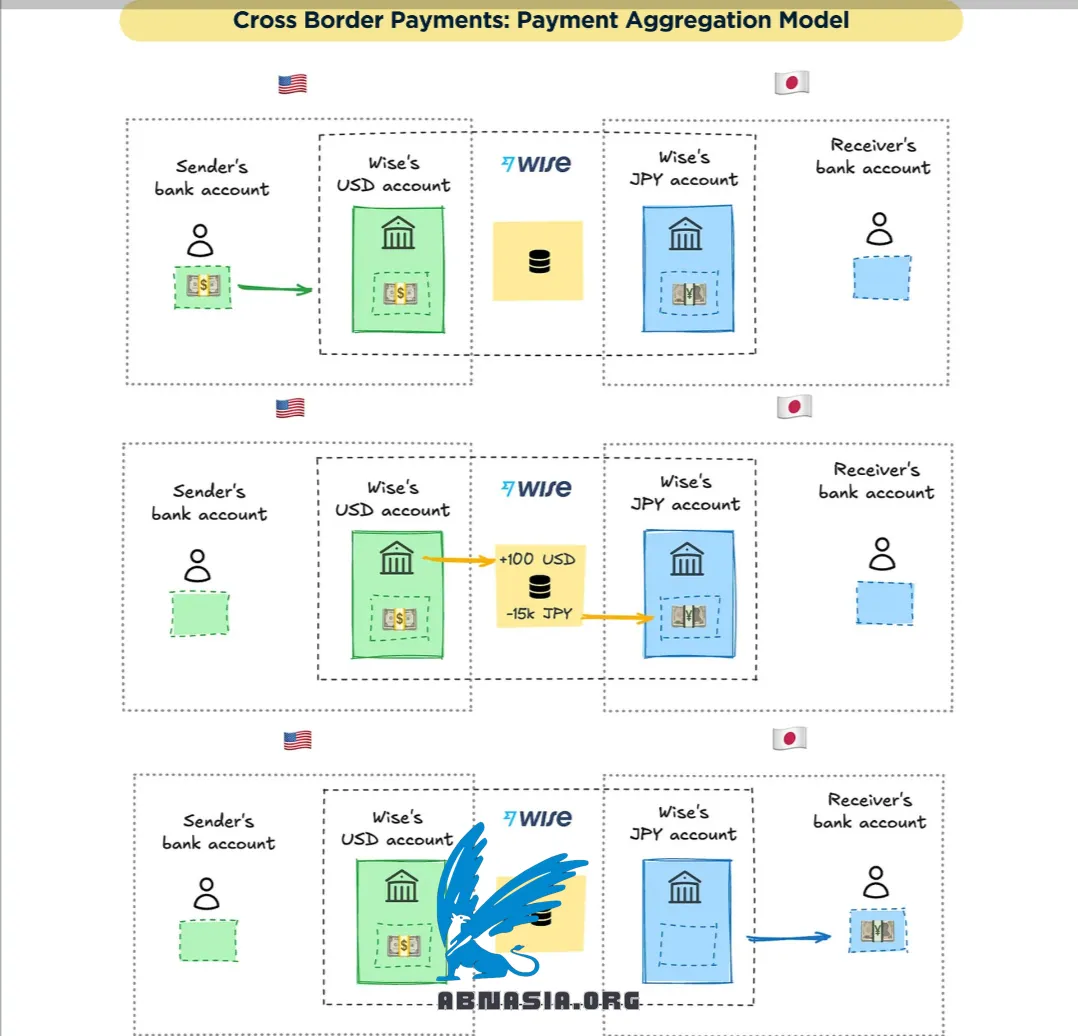 Cross Border Payments: Payment Aggregation Model
Sender's
bank account
Wise's
USD account
WISE
Wise's
JPY account
Receiver's
bank account
Sender's
bank account
Wise's
USD account
WISE
Wise's
JPY account
Receiver's
bank account
+100 USD
-15k JPY
Sender's
bank account
Wise's
USD account
WISE
Wise's
JPY account
Receiver's
bank account
ABNASIA.ORG